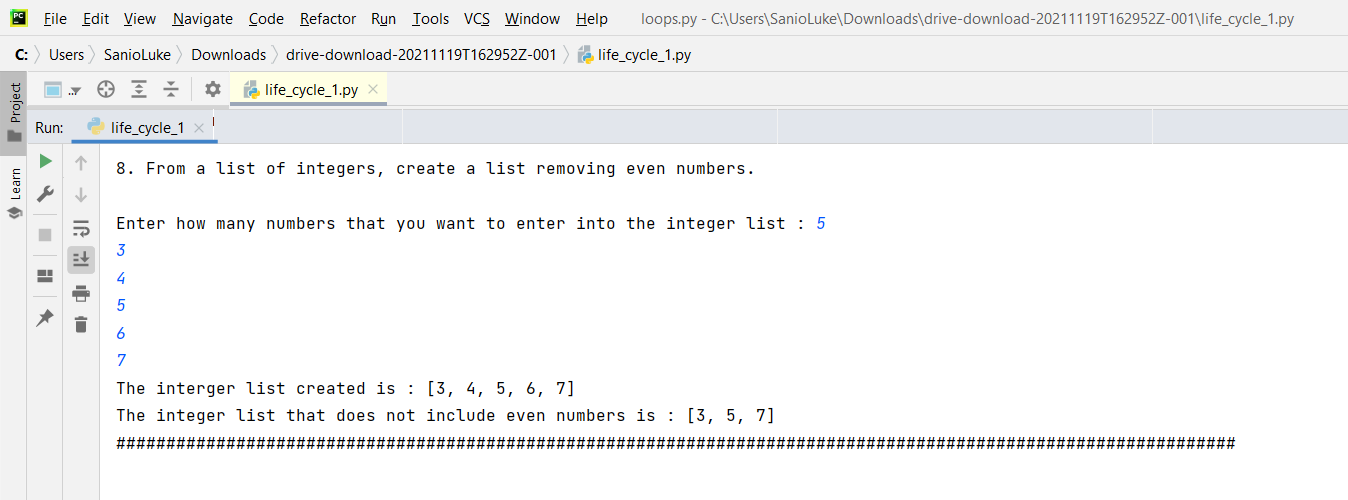 PC File Edit View Navigate Code Refactor Run Tools VCS Window Help loops.py - C:\Users\SanioLuke\Downloads\drive-download-20211119T162952Z-001\life_cycle_1.py
C: Users SanioLuke Downloads drive-download-20211119T162952Z-001 life_cycle_1.py
Project
.. life_cycle_1.py
Run: life_cycle_1
Learn
8. From a list of integers, create a list removing even numbers.
Enter how many numbers that you want to enter into the integer list : 5
3
4
5
6
7
The interger list created is : [3, 4, 5, 6, 7]
The integer list that does not include even numbers is : [3, 5, 7]
################################################################################################################